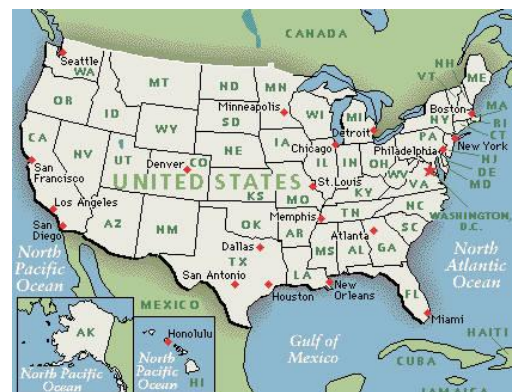 CANADA
Seattle
WA
MT
ND
MN
OR
ID
WY
SD
Minneapolis
WI
MI
Detroit
NH
VT
ME
Boston
MA
NY
RI
CT
New York
PA
Philadelphia
NJ
DE
MD
CA
NV
UT
Denver
CO
NE
IA
Chicago
IL
IN
OH
WV
VA
San
Francisco
UNITED STATES
KS
MO
St.Louis
KY
WASHINGTON,
D.C.
Los Angeles
San
Diego
AZ
NM
OK
AR
Memphis
TN
NC
SC
Atlanta
MS
AL
GA
Dallas
TX
San Antonio
Houston
LA
New
Orleans
FL
Miami
North
Pacific
Ocean
North
Atlantic
Ocean
MEXICO
Gulf of
Mexico
CUBA
HAITI
JAMAICA
AK
North Pacific
Ocean
Honolulu
North
Pacific
Ocean
HI